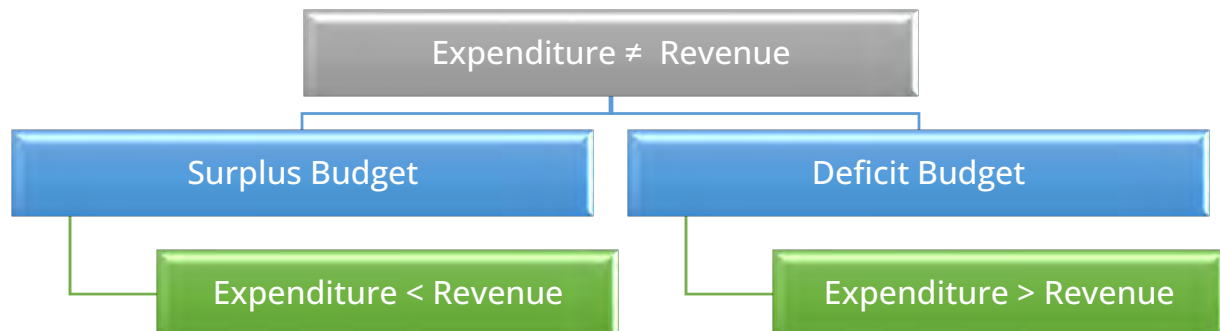 Expenditure ≠ Revenue
Surplus Budget
Deficit Budget
Expenditure < Revenue
Expenditure > Revenue